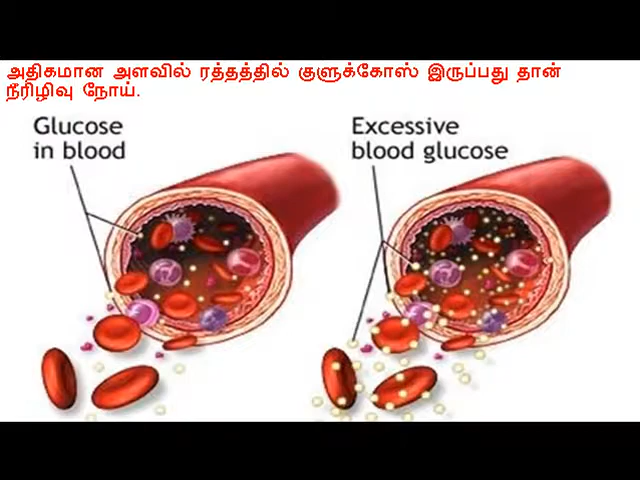 அதிகமான அளவில் ரத்தத்தில் குளுக்கோஸ் இருப்பது தான்
நீரிழிவு நோய்.
Glucose
in blood
Excessive
blood glucose